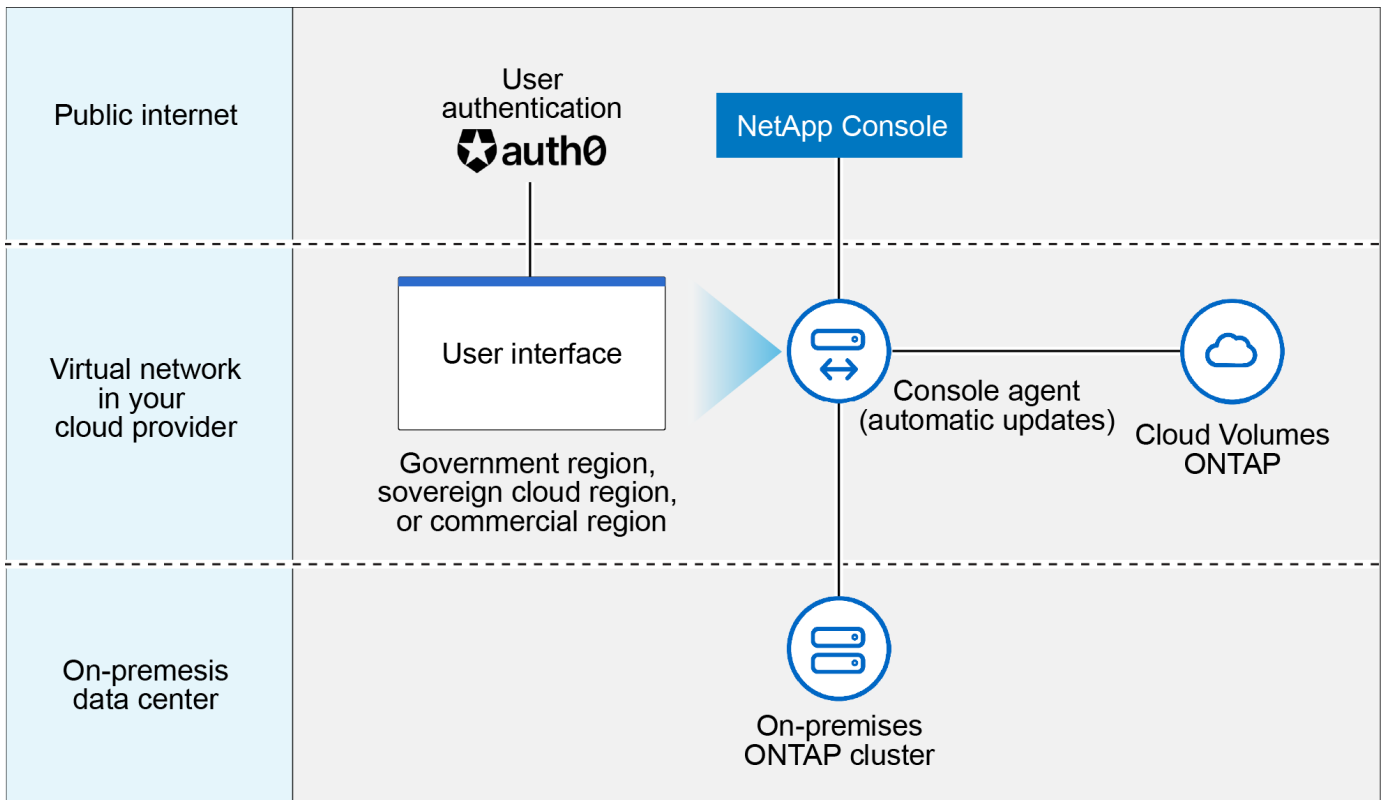 Public internet
User
authentication
auth0
NetApp Console
Virtual network
in your
cloud provider
User interface
Government region,
sovereign cloud region,
or commercial region
Console agent
(automatic updates)
Cloud Volumes
ONTAP
On-premesis
data center
On-premises
ONTAP cluster